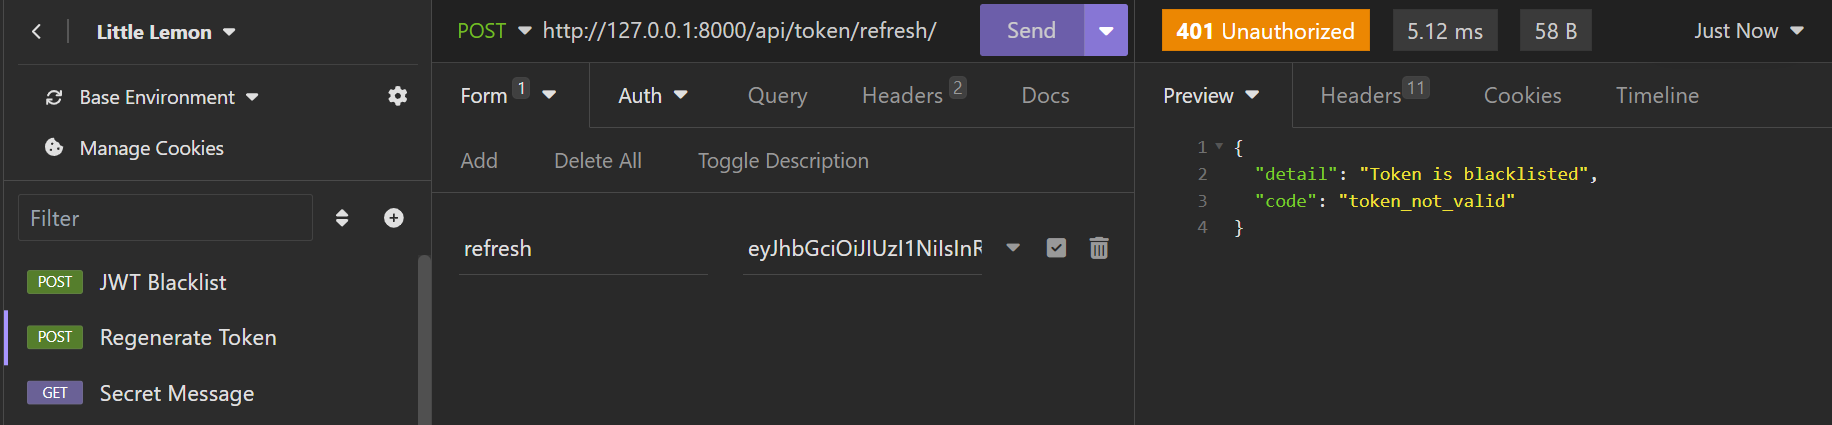 Little Lemon
Base Environment
Manage Cookies
Filter
POST JWT Blacklist
POST Regenerate Token
GET Secret Message
POST http://127.0.0.1:8000/api/token/refresh/ Send
Form 1 Auth Query Headers 2 Docs
Add Delete All Toggle Description
refresh eyJhbGciOiJIUzI1NiIsInR
401 Unauthorized 5.12 ms 58 B Just Now
Preview Headers 11 Cookies Timeline
1 {
2 "detail": "Token is blacklisted",
3 "code": "token_not_valid"
4 }